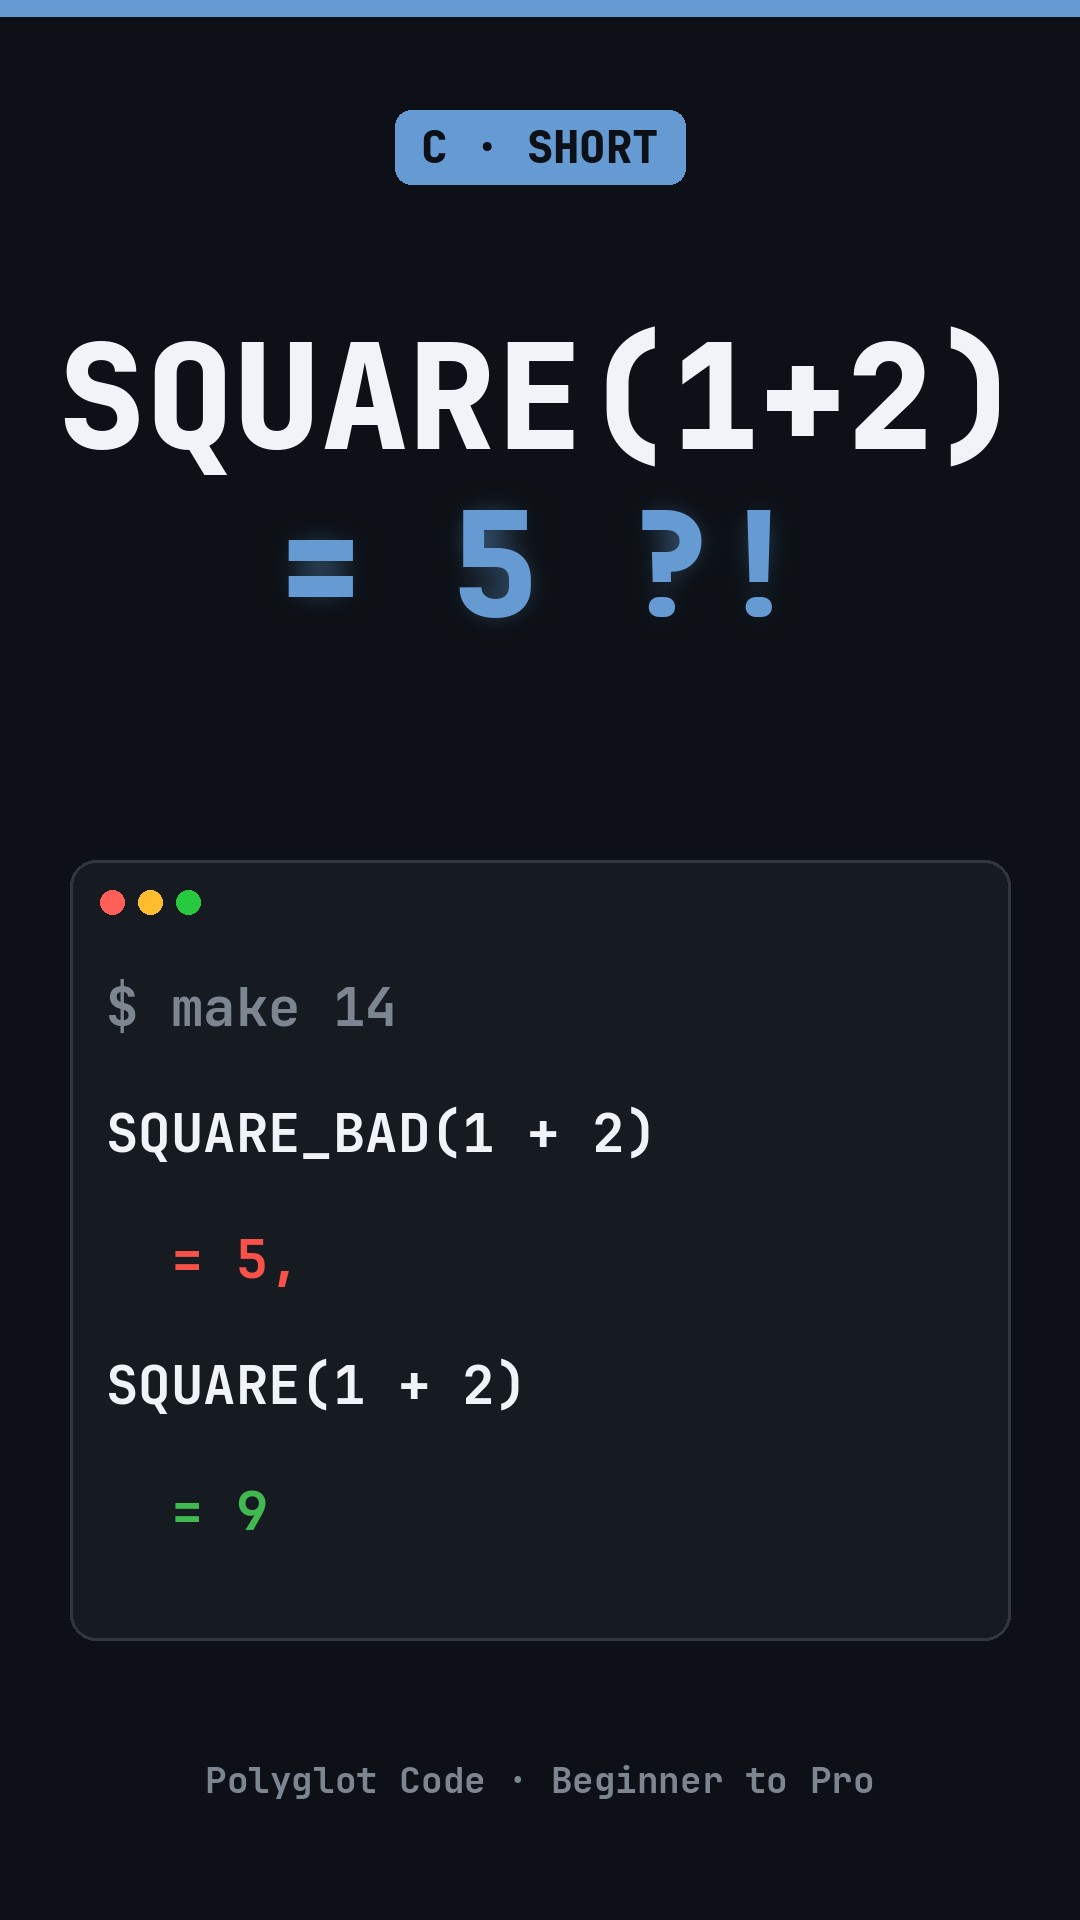 C · SHORT
SQUARE(1+2)
= 5 ?!
$ make 14
SQUARE_BAD(1 + 2)
= 5,
SQUARE(1 + 2)
= 9
Polyglot Code · Beginner to Pro